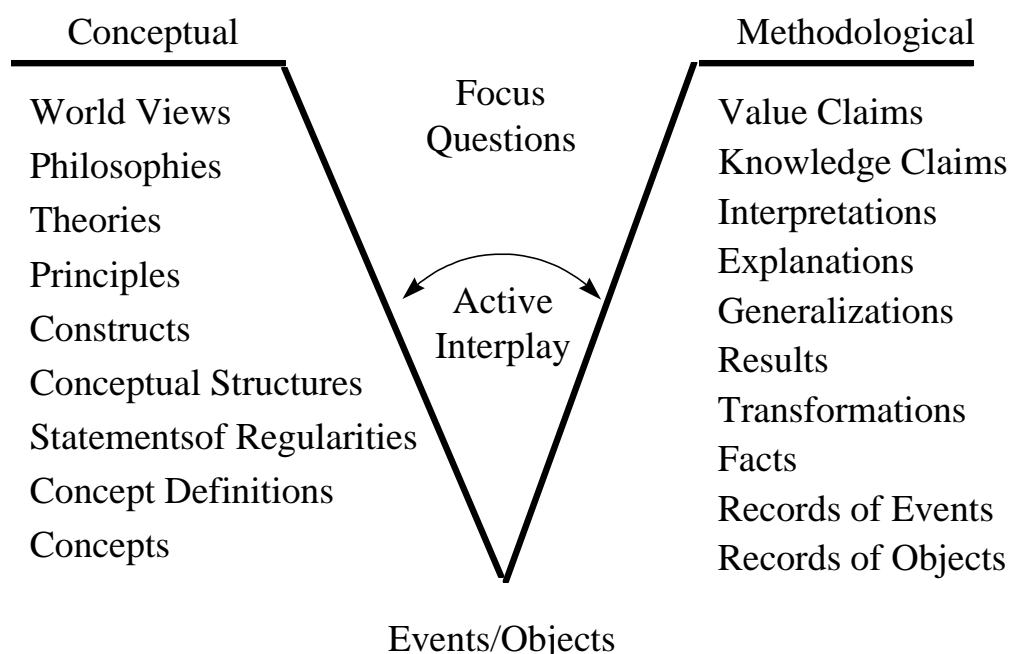 Conceptual
World Views
Philosophies
Theories
Principles
Constructs
Conceptual Structures
Statementsof Regularities
Concept Definitions
Concepts
Focus
Questions
Active
Interplay
Methodological
Value Claims
Knowledge Claims
Interpretations
Explanations
Generalizations
Results
Transformations
Facts
Records of Events
Records of Objects
Events/Objects